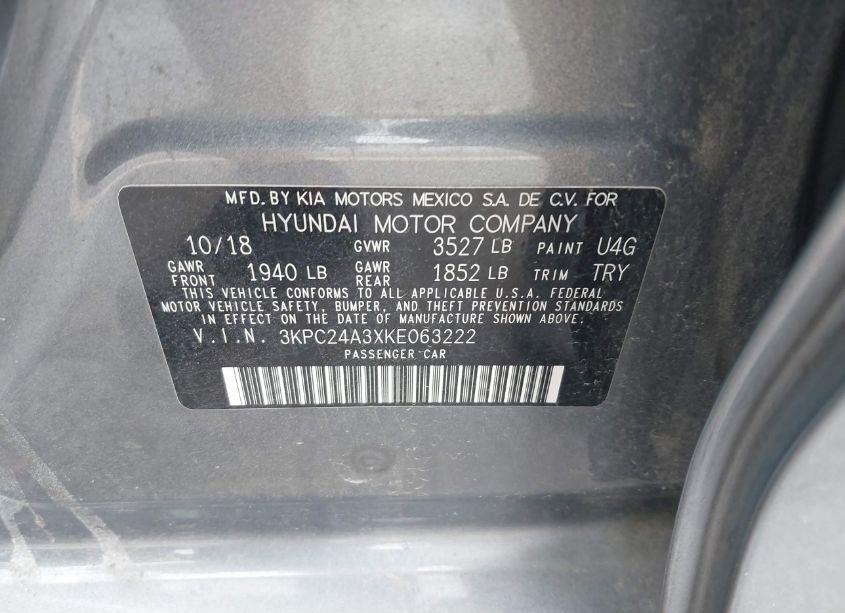 MFD. BY KIA MOTORS MEXICO S.A. DE C.V. FOR
HYUNDAI MOTOR COMPANY
10/18 GVWR 3527 LB PAINT U4G
GAWR FRONT 1940 LB GAWR REAR 1852 LB TRIM TRY
THIS VEHICLE CONFORMS TO ALL APPLICABLE U.S.A. FEDERAL
MOTOR VEHICLE SAFETY, BUMPER, AND THEFT PREVENTION STANDARDS
IN EFFECT ON THE DATE OF MANUFACTURE SHOWN ABOVE.
V.I.N. 3KPC24A3XKE063222
PASSENGER CAR